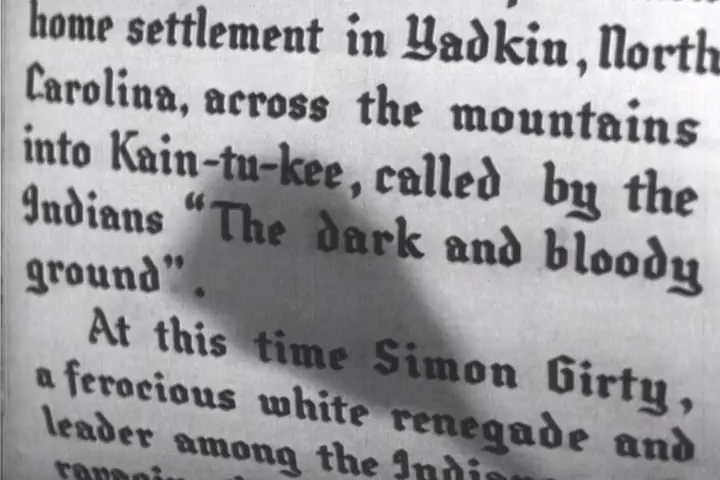 home settlement in Yadkin, North
Carolina, across the mountains
into Kain-tu-kee, called by the
Indians “The dark and bloody
ground”.
At this time Simon Girty,
a ferocious white renegade and
leader among the